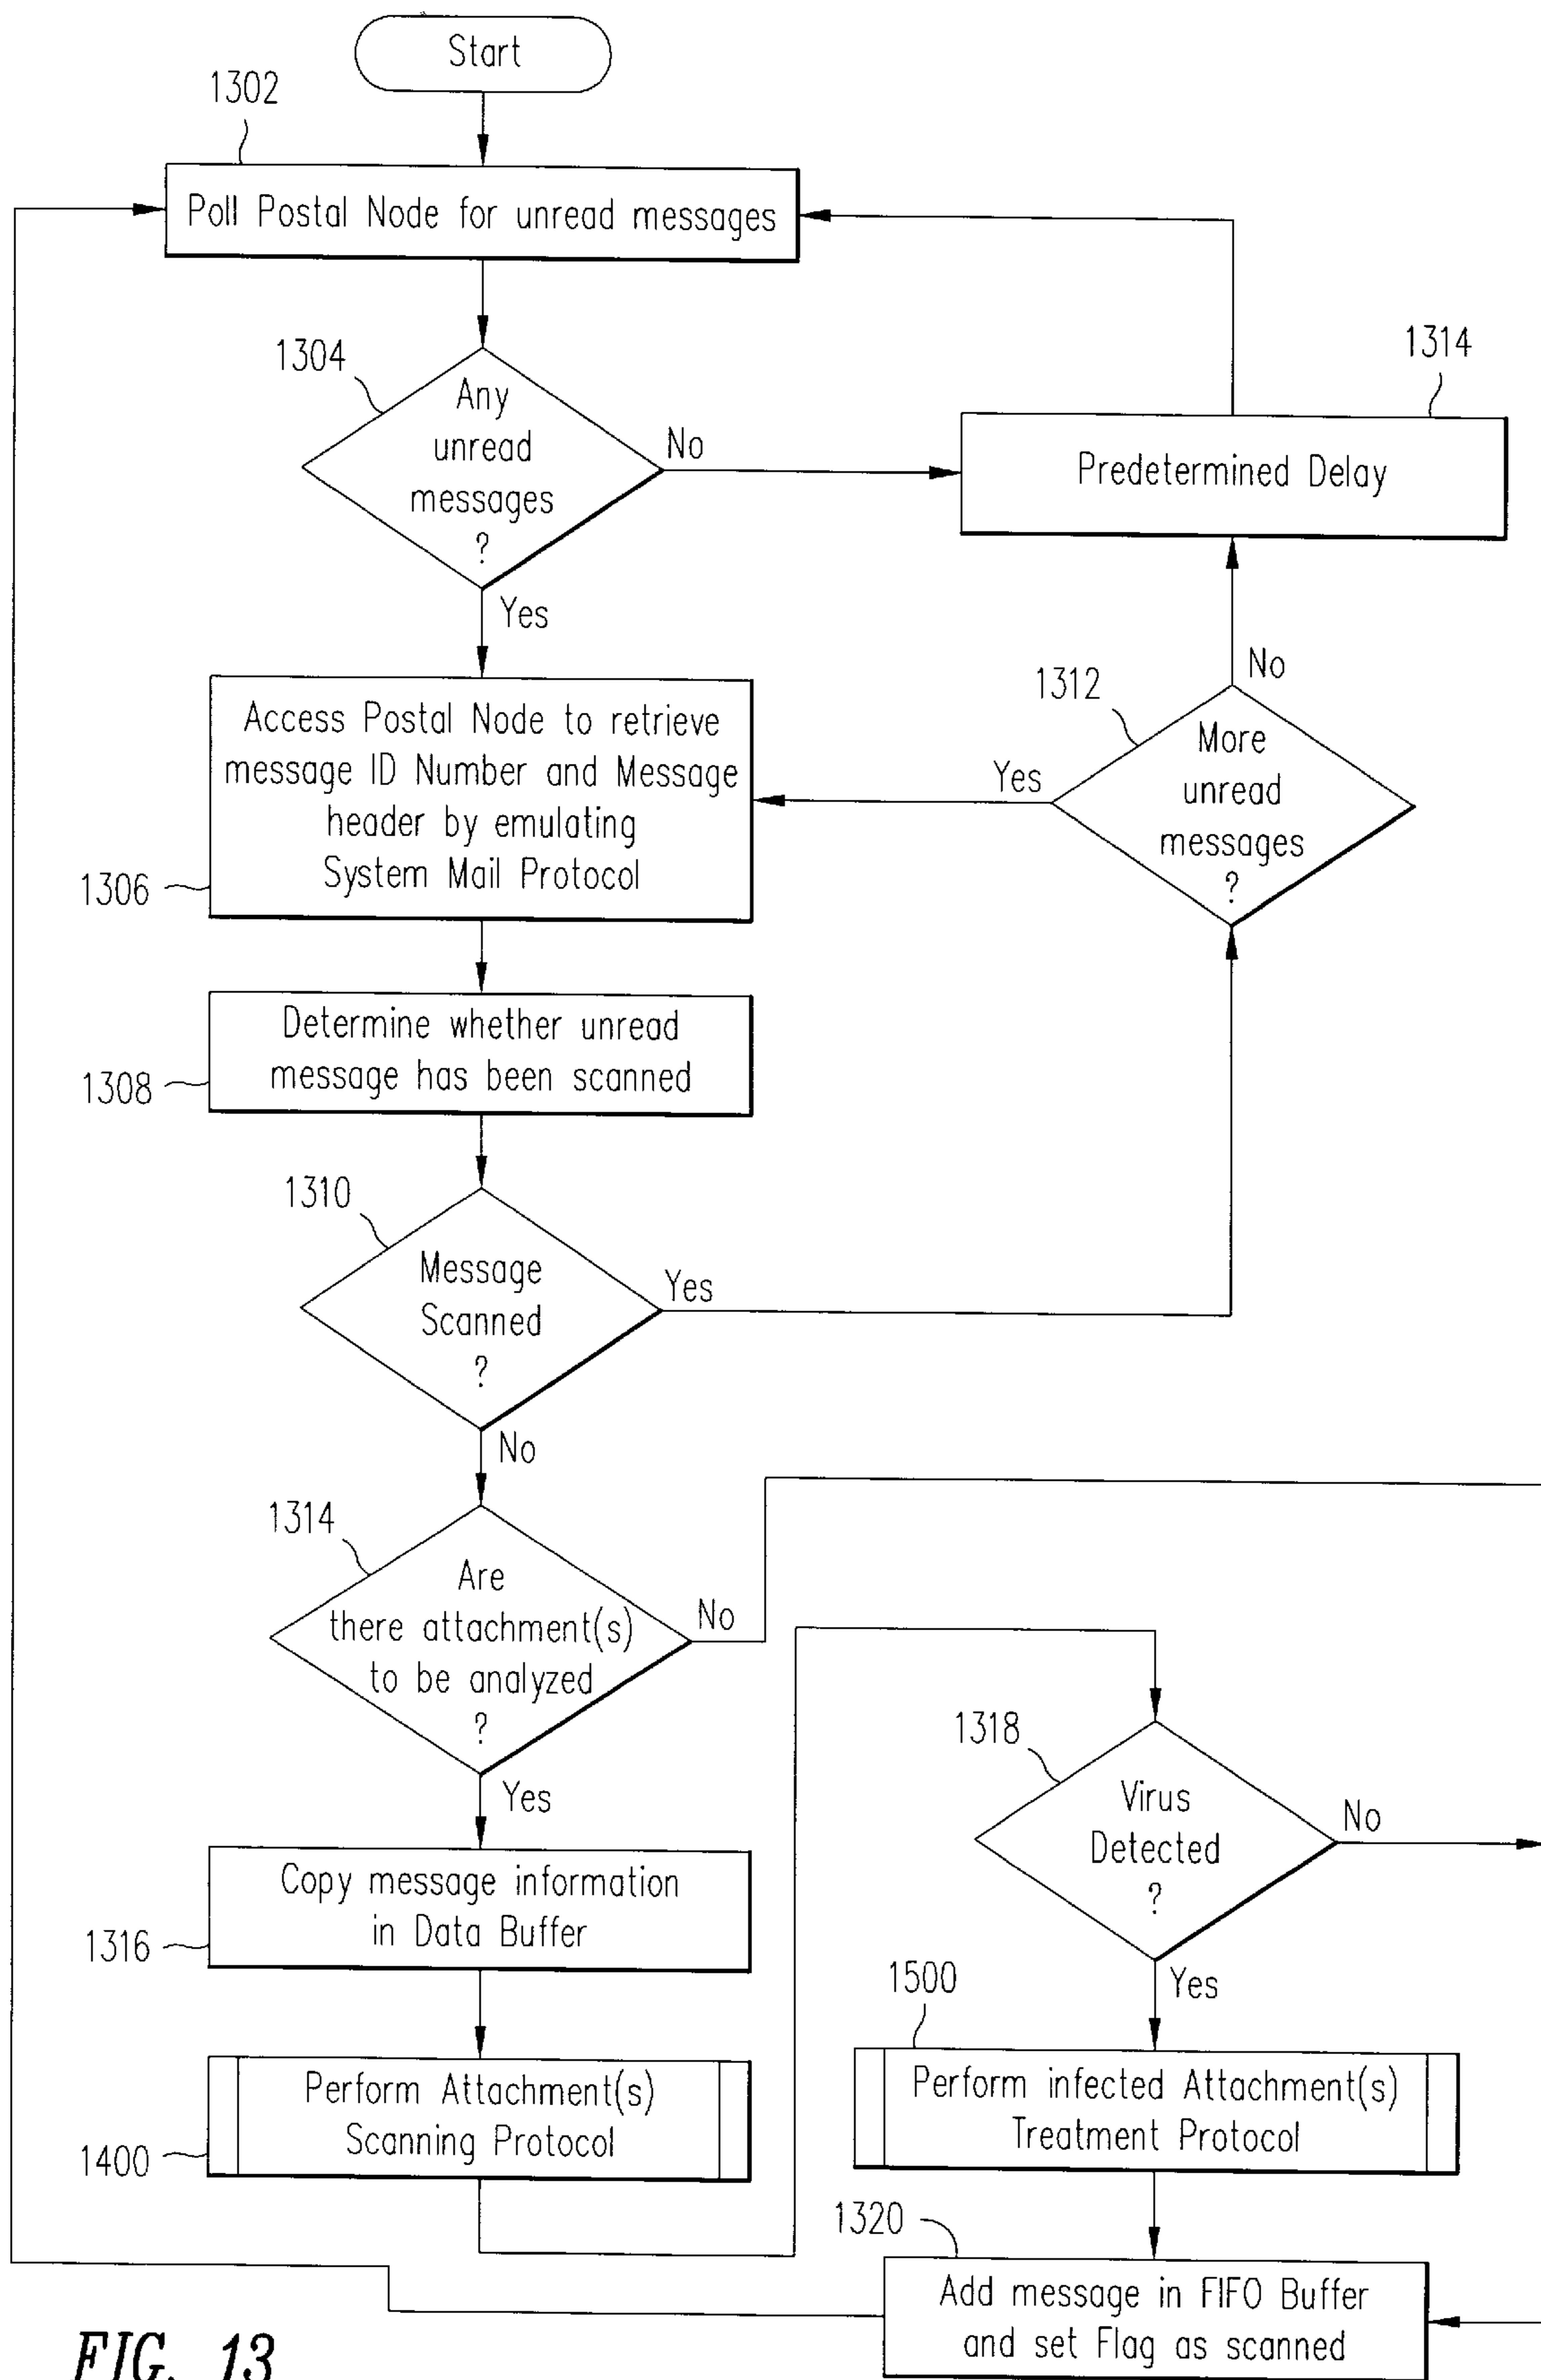 Start
1302
Poll Postal Node for unread messages
1304
Any
unread
messages
?
No
Yes
1314
Predetermined Delay
1306
Access Postal Node to retrieve
message ID Number and Message
header by emulating
System Mail Protocol
1312
More
unread
messages
?
No
Yes
1308
Determine whether unread
message has been scanned
1310
Message
Scanned
?
Yes
No
1314
Are
there attachment(s)
to be analyzed
?
No
Yes
1316
Copy message information
in Data Buffer
1400
Perform Attachment(s)
Scanning Protocol
1318
Virus
Detected
?
No
Yes
1500
Perform infected Attachment(s)
Treatment Protocol
1320
Add message in FIFO Buffer
and set Flag as scanned
FIG. 13